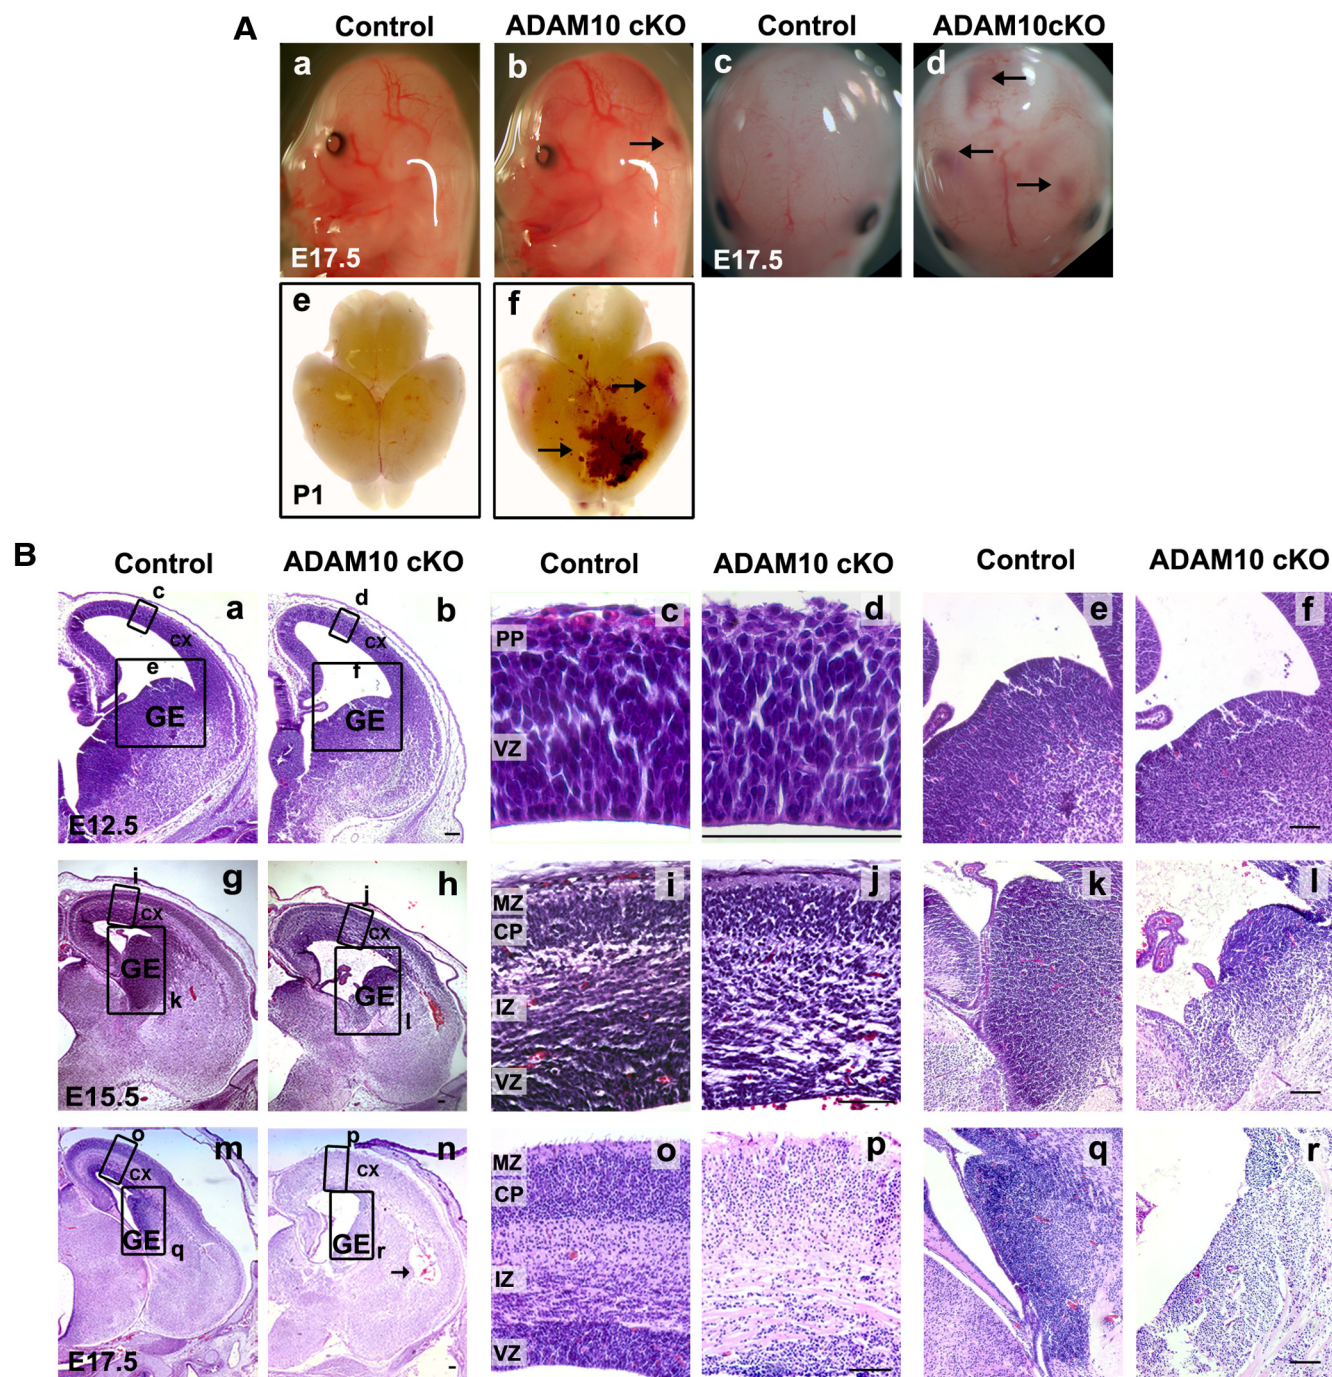 A Control ADAM10 cKO Control ADAM10cKO
a b c d
E17.5 E17.5
e f
P1
B Control ADAM10 cKO Control ADAM10 cKO Control ADAM10 cKO
a c cx e GE E12.5
b d cx f GE
c PP VZ
d
e
f
g i cx GE k E15.5
h j cx GE l
i MZ CP IZ VZ
j
k
l
m o cx GE q E17.5
n p cx GE r
o MZ CP IZ VZ
p
q
r